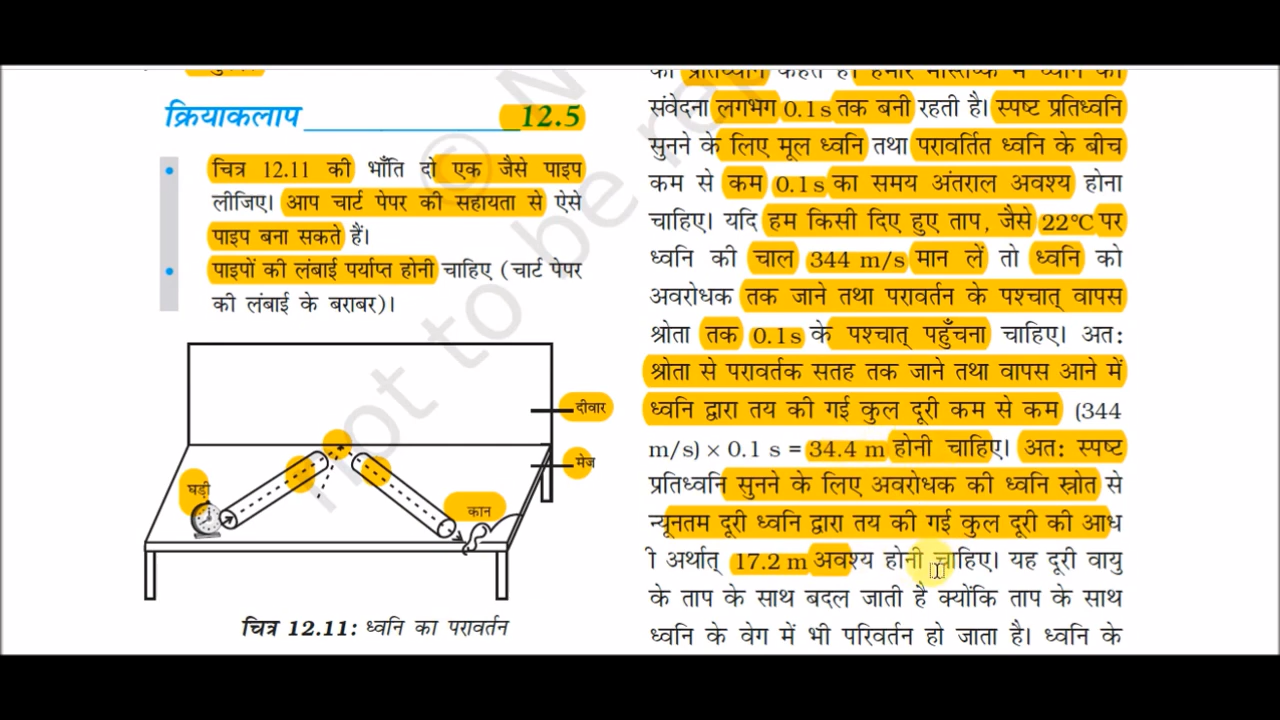 क्रियाकलाप 12.5
• चित्र 12.11 की भाँति दो एक जैसे पाइप
लीजिए। आप चार्ट पेपर की सहायता से ऐसे
पाइप बना सकते हैं।
• पाइपों की लंबाई पर्याप्त होनी चाहिए (चार्ट पेपर
की लंबाई के बराबर)।
दीवार
मेज
घड़ी
कान
चित्र 12.11: ध्वनि का परावर्तन
संवेदना लगभग 0.1 s तक बनी रहती है। स्पष्ट प्रतिध्वनि
सुनने के लिए मूल ध्वनि तथा परावर्तित ध्वनि के बीच
कम से कम 0.1 s का समय अंतराल अवश्य होना
चाहिए। यदि हम किसी दिए हुए ताप, जैसे 22°C पर
ध्वनि की चाल 344 m/s मान लें तो ध्वनि को
अवरोधक तक जाने तथा परावर्तन के पश्चात् वापस
श्रोता तक 0.1 s के पश्चात् पहुँचना चाहिए। अत:
श्रोता से परावर्तक सतह तक जाने तथा वापस आने में
ध्वनि द्वारा तय की गई कुल दूरी कम से कम (344
m/s) × 0.1 s = 34.4 m होनी चाहिए। अत: स्पष्ट
प्रतिध्वनि सुनने के लिए अवरोधक की ध्वनि स्रोत से
न्यूनतम दूरी ध्वनि द्वारा तय की गई कुल दूरी की आध
ी अर्थात् 17.2 m अवश्य होनी चाहिए। यह दूरी वायु
के ताप के साथ बदल जाती है क्योंकि ताप के साथ
ध्वनि के वेग में भी परिवर्तन हो जाता है। ध्वनि के
not to be rep